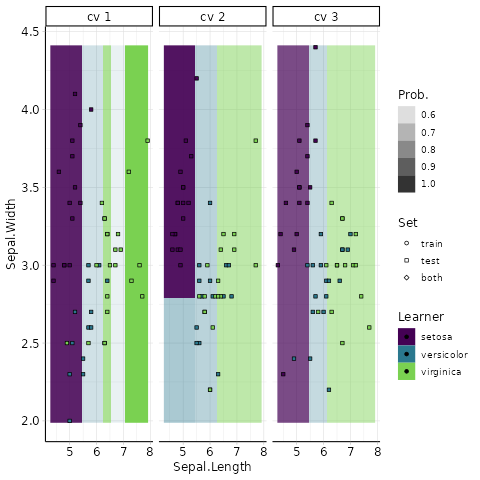 cv 1 cv 2 cv 3
4.5
4.0
3.5
3.0
2.5
2.0
Sepal.Width
5 6 7 8 5 6 7 8 5 6 7 8
Sepal.Length
Prob.
0.6
0.7
0.8
0.9
1.0
Set
train
test
both
Learner
setosa
versicolor
virginica